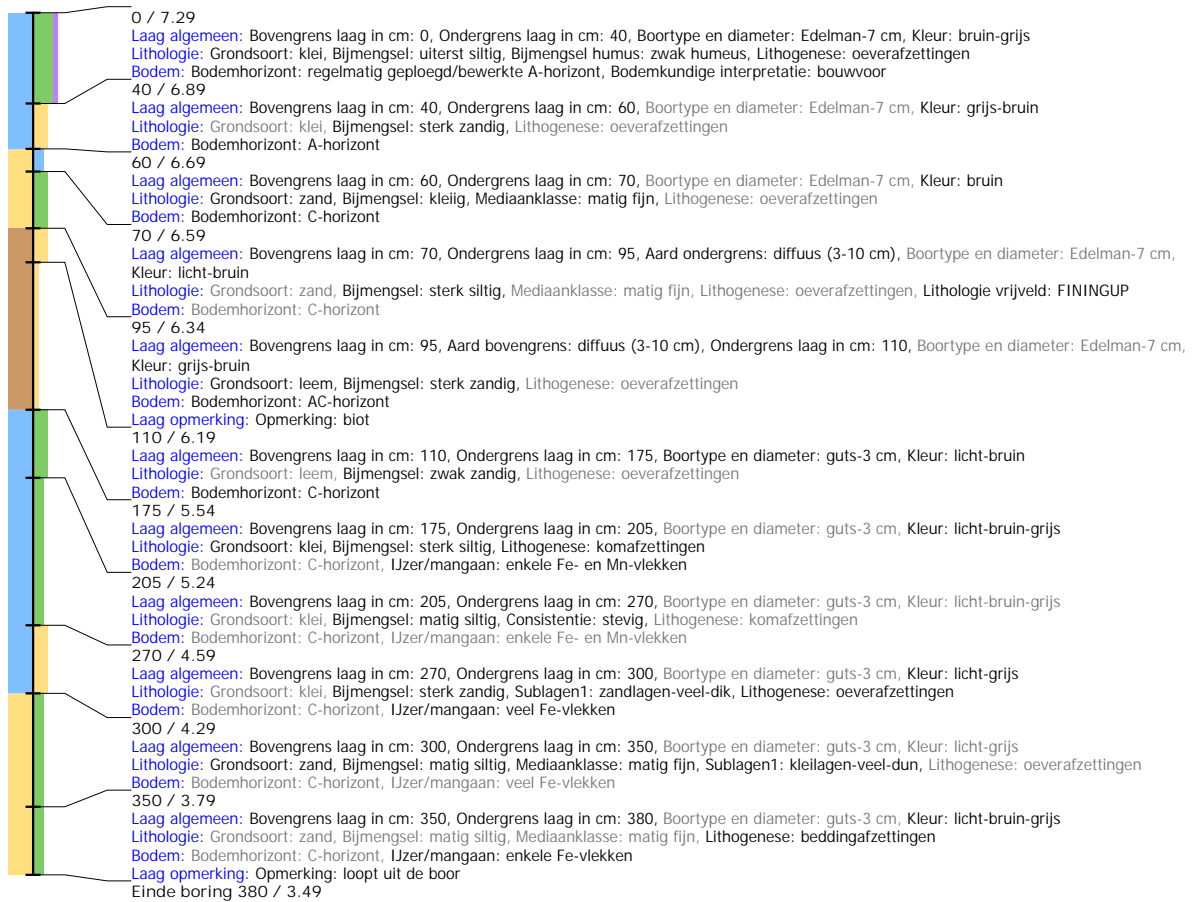 0 / 7.29
Laag algemeen: Bovengrens laag in cm: 0, Ondergrens laag in cm: 40, Boortype en diameter: Edelman-7 cm, Kleur: bruin-grijs
Lithologie: Grondsoort: klei, Bijmengsel: uiterst siltig, Bijmengsel humus: zwak humeus, Lithogenese: oeverafzettingen
Bodem: Bodemhorizont: regelmatig geploegd/bewerkte A-horizont, Bodemkundige interpretatie: bouwvoor
40 / 6.89
Laag algemeen: Bovengrens laag in cm: 40, Ondergrens laag in cm: 60, Boortype en diameter: Edelman-7 cm, Kleur: grijs-bruin
Lithologie: Grondsoort: klei, Bijmengsel: sterk zandig, Lithogenese: oeverafzettingen
Bodem: Bodemhorizont: A-horizont
60 / 6.69
Laag algemeen: Bovengrens laag in cm: 60, Ondergrens laag in cm: 70, Boortype en diameter: Edelman-7 cm, Kleur: bruin
Lithologie: Grondsoort: zand, Bijmengsel: kleiig, Mediaanklasse: matig fijn, Lithogenese: oeverafzettingen
Bodem: Bodemhorizont: C-horizont
70 / 6.59
Laag algemeen: Bovengrens laag in cm: 70, Ondergrens laag in cm: 95, Aard ondergrens: diffuus (3-10 cm), Boortype en diameter: Edelman-7 cm,
Kleur: licht-bruin
Lithologie: Grondsoort: zand, Bijmengsel: sterk siltig, Mediaanklasse: matig fijn, Lithogenese: oeverafzettingen, Lithologie vrijveld: FININGUP
Bodem: Bodemhorizont: C-horizont
95 / 6.34
Laag algemeen: Bovengrens laag in cm: 95, Aard bovengrens: diffuus (3-10 cm), Ondergrens laag in cm: 110, Boortype en diameter: Edelman-7 cm,
Kleur: grijs-bruin
Lithologie: Grondsoort: leem, Bijmengsel: sterk zandig, Lithogenese: oeverafzettingen
Bodem: Bodemhorizont: AC-horizont
Laag opmerking: Opmerking: biot
110 / 6.19
Laag algemeen: Bovengrens laag in cm: 110, Ondergrens laag in cm: 175, Boortype en diameter: guts-3 cm, Kleur: licht-bruin
Lithologie: Grondsoort: leem, Bijmengsel: zwak zandig, Lithogenese: oeverafzettingen
Bodem: Bodemhorizont: C-horizont
175 / 5.54
Laag algemeen: Bovengrens laag in cm: 175, Ondergrens laag in cm: 205, Boortype en diameter: guts-3 cm, Kleur: licht-bruin-grijs
Lithologie: Grondsoort: klei, Bijmengsel: sterk siltig, Lithogenese: komafzettingen
Bodem: Bodemhorizont: C-horizont, IJzer/mangaan: enkele Fe- en Mn-vlekken
205 / 5.24
Laag algemeen: Bovengrens laag in cm: 205, Ondergrens laag in cm: 270, Boortype en diameter: guts-3 cm, Kleur: licht-bruin-grijs
Lithologie: Grondsoort: klei, Bijmengsel: matig siltig, Consistentie: stevig, Lithogenese: komafzettingen
Bodem: Bodemhorizont: C-horizont, IJzer/mangaan: enkele Fe- en Mn-vlekken
270 / 4.59
Laag algemeen: Bovengrens laag in cm: 270, Ondergrens laag in cm: 300, Boortype en diameter: guts-3 cm, Kleur: licht-grijs
Lithologie: Grondsoort: klei, Bijmengsel: sterk zandig, Sublagen1: zandlagen-veel-dik, Lithogenese: oeverafzettingen
Bodem: Bodemhorizont: C-horizont, IJzer/mangaan: veel Fe-vlekken
300 / 4.29
Laag algemeen: Bovengrens laag in cm: 300, Ondergrens laag in cm: 350, Boortype en diameter: guts-3 cm, Kleur: licht-grijs
Lithologie: Grondsoort: zand, Bijmengsel: matig siltig, Mediaanklasse: matig fijn, Sublagen1: kleilagen-veel-dun, Lithogenese: oeverafzettingen
Bodem: Bodemhorizont: C-horizont, IJzer/mangaan: veel Fe-vlekken
350 / 3.79
Laag algemeen: Bovengrens laag in cm: 350, Ondergrens laag in cm: 380, Boortype en diameter: guts-3 cm, Kleur: licht-bruin-grijs
Lithologie: Grondsoort: zand, Bijmengsel: matig siltig, Mediaanklasse: matig fijn, Lithogenese: beddingafzettingen
Bodem: Bodemhorizont: C-horizont, IJzer/mangaan: enkele Fe-vlekken
Laag opmerking: Opmerking: loopt uit de boor
Einde boring 380 / 3.49